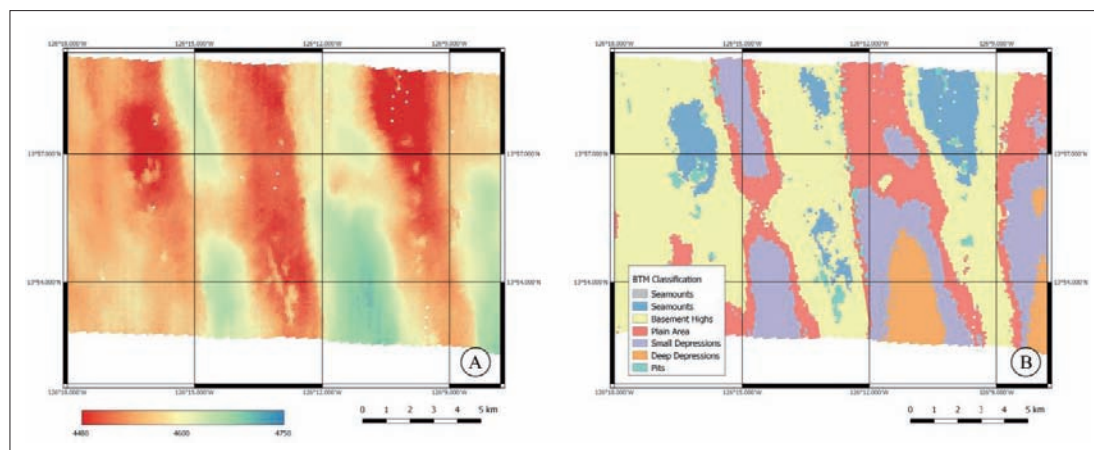 126°18.000'W 126°15.000'W 126°12.000'W 126°9.000'W
13°57.000'N 13°57.000'N
13°54.000'N 13°54.000'N
A
126°18.000'W 126°15.000'W 126°12.000'W 126°9.000'W
4480 4600 4750
0 1 2 3 4 5 km
126°18.000'W 126°15.000'W 126°12.000'W 126°9.000'W
13°57.000'N 13°57.000'N
13°54.000'N
BTM Classification
Seamounts
Seamounts
Basement Highs
Plain Area
Small Depressions
Deep Depressions
Pits
B
126°18.000'W 126°15.000'W 126°12.000'W 126°9.000'W
0 1 2 3 4 5 km